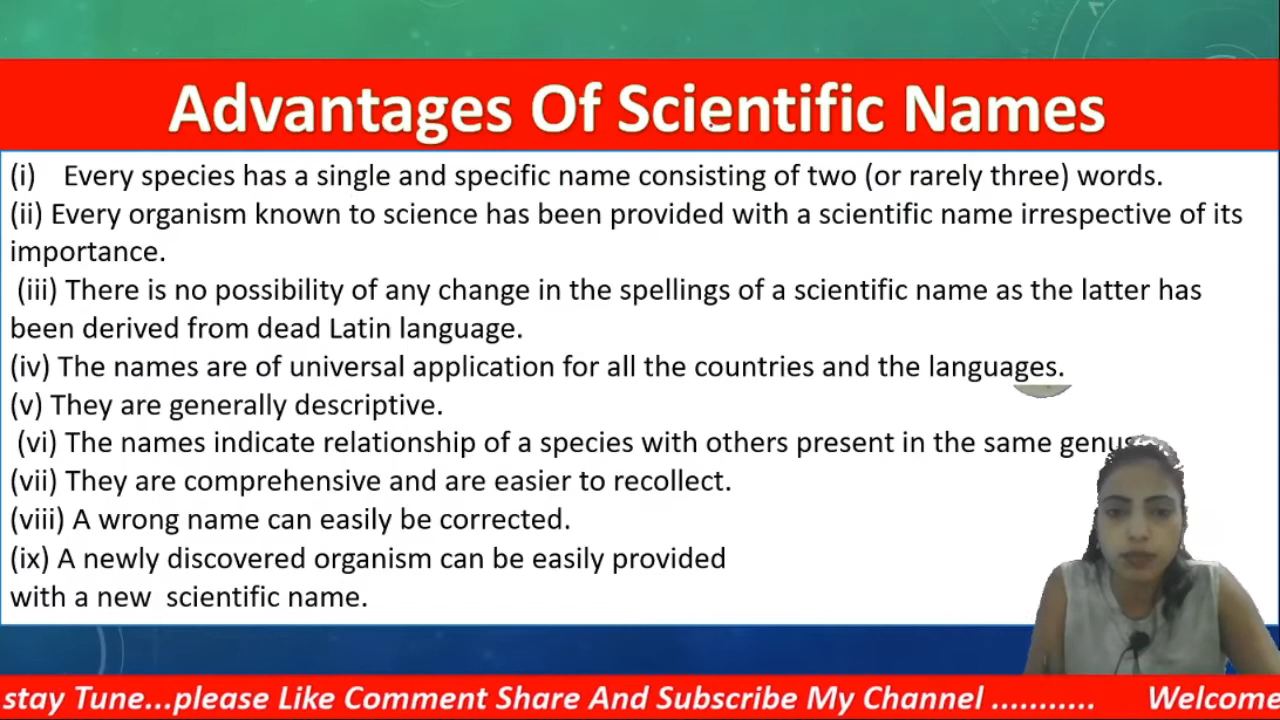 Advantages Of Scientific Names
(i) Every species has a single and specific name consisting of two (or rarely three) words.
(ii) Every organism known to science has been provided with a scientific name irrespective of its
importance.
(iii) There is no possibility of any change in the spellings of a scientific name as the latter has
been derived from dead Latin language.
(iv) The names are of universal application for all the countries and the languages.
(v) They are generally descriptive.
(vi) The names indicate relationship of a species with others present in the same genus
(vii) They are comprehensive and are easier to recollect.
(viii) A wrong name can easily be corrected.
(ix) A newly discovered organism can be easily provided
with a new scientific name.
stay Tune...please Like Comment Share And Subscribe My Channel ........... Welcome